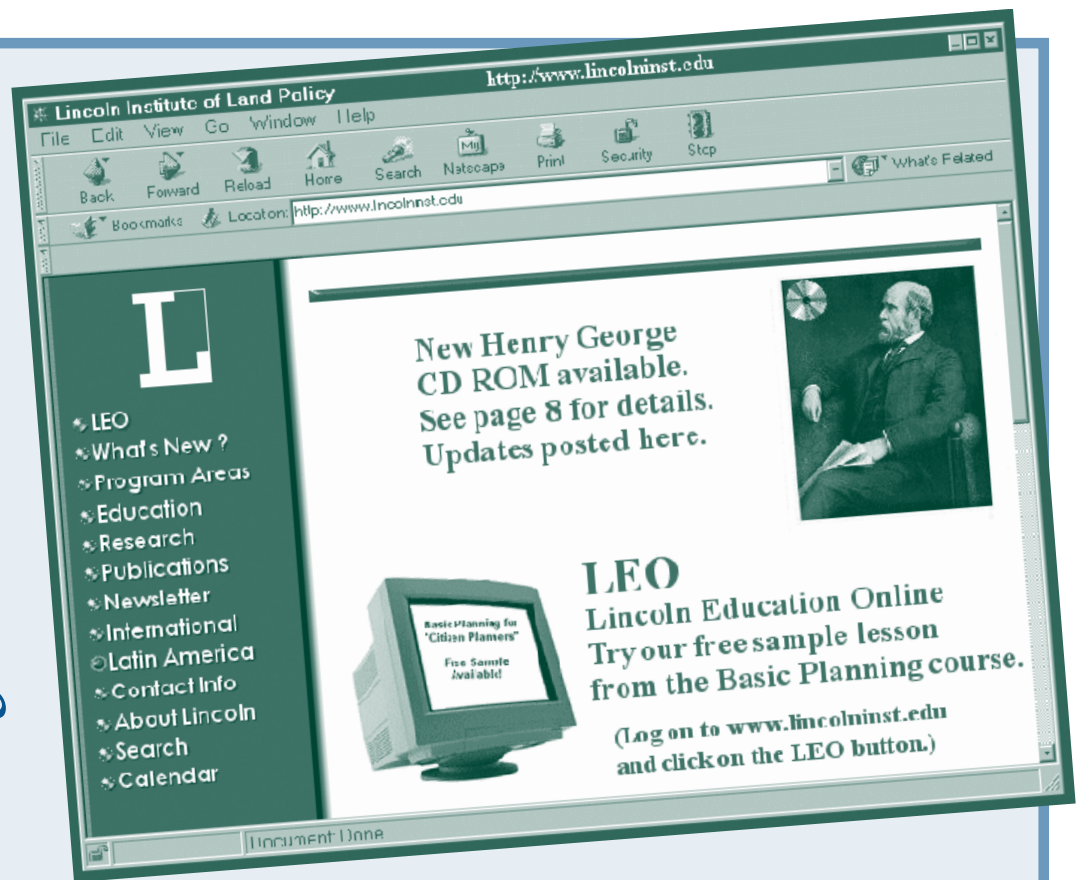 Lincoln Institute of Land Policy
http://www.lincolninst.edu
File Edit View Go Window Help
Back Forward Reload Home Search Netscape Print Security Stop
My
Bookmarks Location: http://www.lincolninst.edu What's Related
L
LEO
What's New ?
Program Areas
Education
Research
Publications
Newsletter
International
Latin America
Contact Info
About Lincoln
Search
Calendar
New Henry George
CD ROM available.
See page 8 for details.
Updates posted here.
Basic Planning for
"Citizen Planners"
Free Sample
Available!
LEO
Lincoln Education Online
Try our free sample lesson
from the Basic Planning course.
(Log on to www.lincolninst.edu
and click on the LEO button.)
Document Done